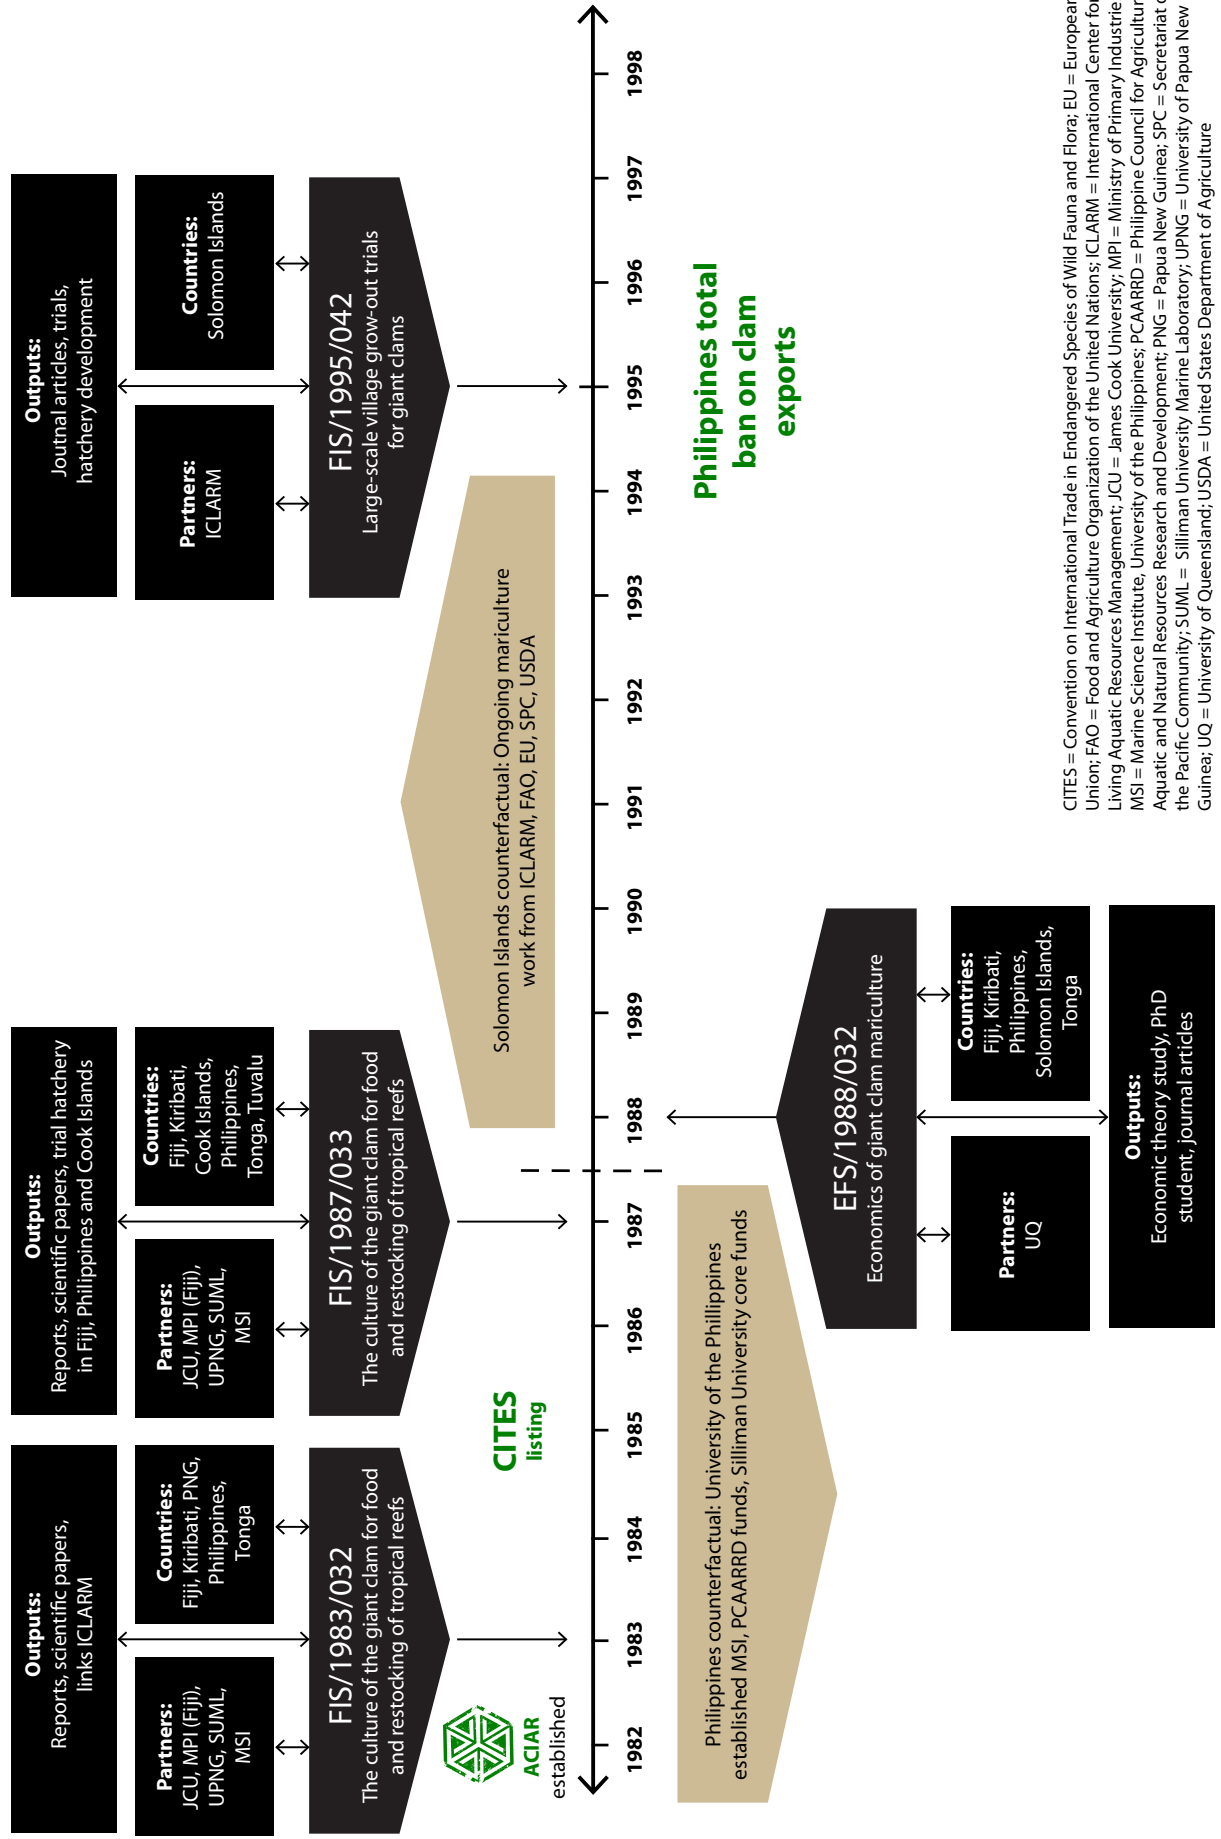 Outputs:
Reports, scientific papers,
links ICLARM
Partners:
JCU, MPI (Fiji),
UPNG, SUML,
MSI
Countries:
Fiji, Kiribati, PNG,
Philippines,
Tonga
FIS/1983/032
The culture of the giant clam for food
and restocking of tropical reefs
Outputs:
Reports, scientific papers, trial hatchery
in Fiji, Philippines and Cook Islands
Partners:
JCU, MPI (Fiji),
UPNG, SUML,
MSI
Countries:
Fiji, Kiribati,
Cook Islands,
Philippines,
Tonga, Tuvalu
FIS/1987/033
The culture of the giant clam for food
and restocking of tropical reefs
Outputs:
Joutnal articles, trials,
hatchery development
Partners:
ICLARM
Countries:
Solomon Islands
FIS/1995/042
Large-scale village grow-out trials
for giant clams
ACIAR
established
CITES
listing
Solomon Islands counterfactual: Ongoing mariculture
work from ICLARM, FAO, EU, SPC, USDA
1982
1983
1984
1985
1986
1987
1988
1989
1990
1991
1992
1993
1994
1995
1996
1997
1998
Philippines counterfactual: University of the Phillippines
established MSI, PCAARRD funds, Silliman University core funds
EFS/1988/032
Economics of giant clam mariculture
Partners:
UQ
Countries:
Fiji, Kiribati,
Philippines,
Solomon Islands,
Tonga
Outputs:
Economic theory study, PhD
student, journal articles
Philippines total
ban on clam
exports
CITES = Convention on International Trade in Endangered Species of Wild Fauna and Flora; EU = European
Union; FAO = Food and Agriculture Organization of the United Nations; ICLARM = International Center for
Living Aquatic Resources Management; JCU = James Cook University; MPI = Ministry of Primary Industrie
MSI = Marine Science Institute, University of the Philippines; PCAARRD = Philippine Council for Agricultur
Aquatic and Natural Resources Research and Development; PNG = Papua New Guinea; SPC = Secretariat
the Pacific Community; SUML = Silliman University Marine Laboratory; UPNG = University of Papua New
Guinea; UQ = University of Queensland; USDA = United States Department of Agriculture